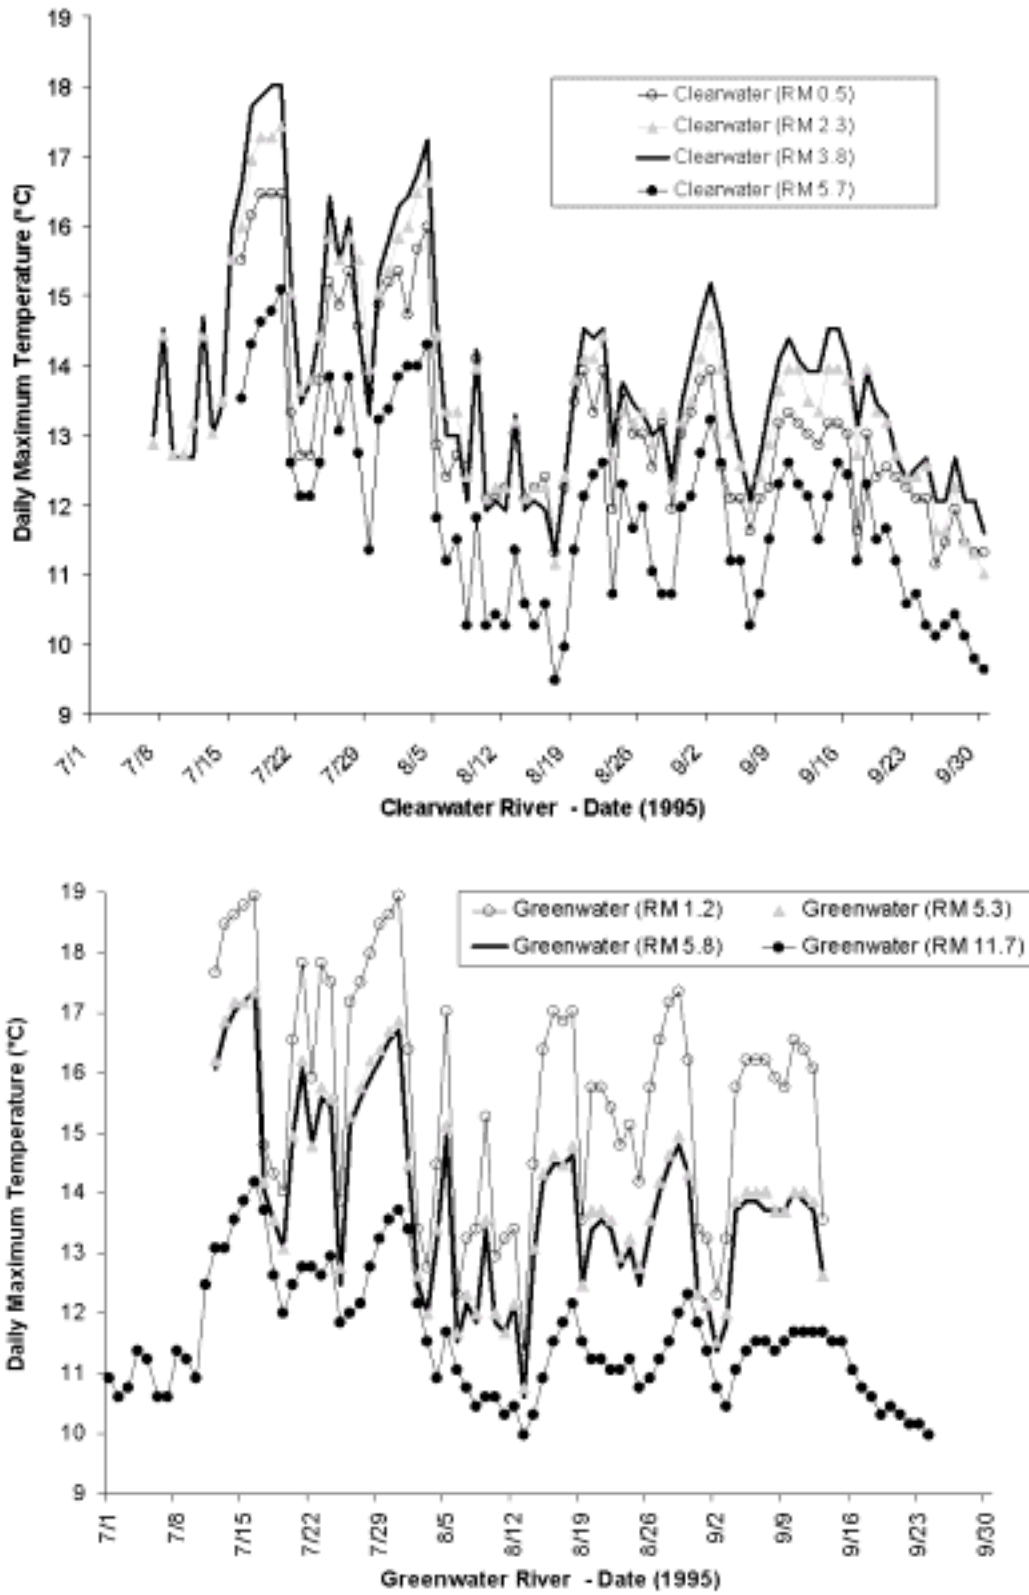 19
18
17
16
15
14
13
12
11
10
9
Daily Maximum Temperature (°C)
Clearwater (RM 0.5)
Clearwater (RM 2.3)
Clearwater (RM 3.8)
Clearwater (RM 5.7)
7/1 7/8 7/15 7/22 7/29 8/5 8/12 8/19 8/26 9/2 9/9 9/16 9/23 9/30
Clearwater River - Date (1995)
19
18
17
16
15
14
13
12
11
10
9
Daily Maximum Temperature (°C)
Greenwater (RM 1.2) Greenwater (RM 5.3)
Greenwater (RM 5.8) Greenwater (RM 11.7)
7/1 7/8 7/15 7/22 7/29 8/5 8/12 8/19 8/26 9/2 9/9 9/16 9/23 9/30
Greenwater River - Date (1995)